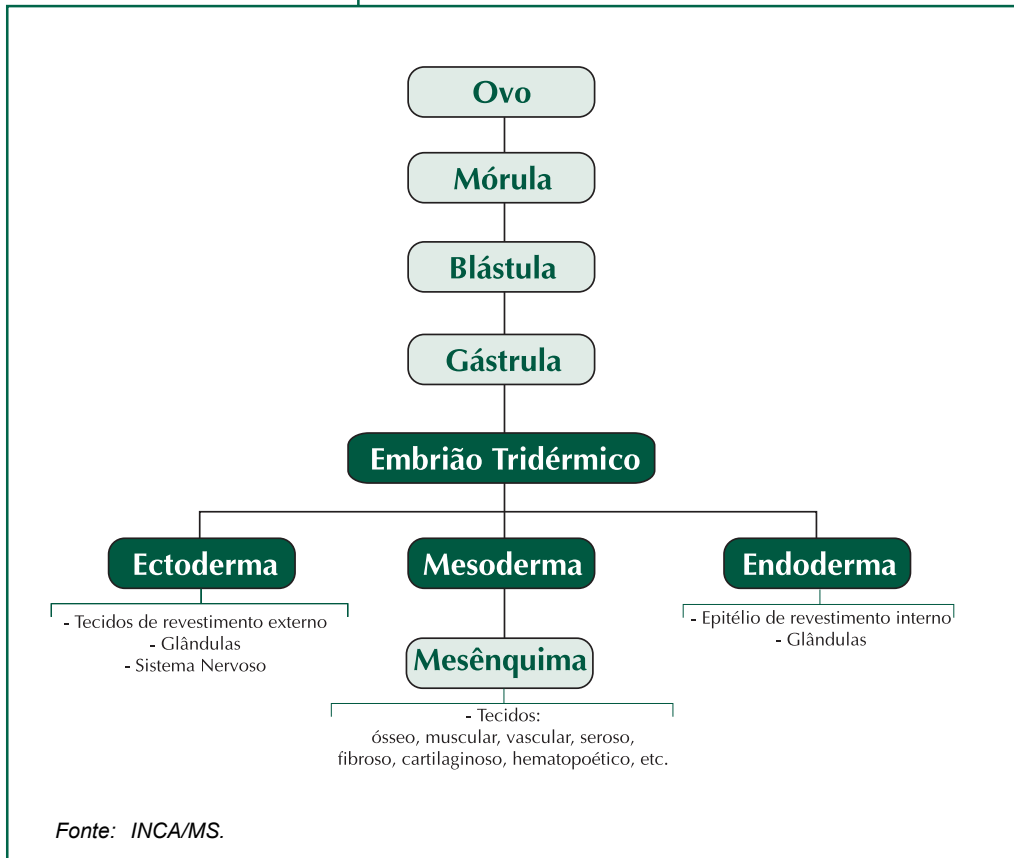 Ovo
Mórula
Blástula
Gástrula
Embrião Tridérmico
Ectoderma
- Tecidos de revestimento externo
- Glândulas
- Sistema Nervoso
Mesoderma
Mesênquima
- Tecidos:
ósseo, muscular, vascular, seroso,
fibroso, cartilaginoso, hematopoético, etc.
Endoderma
- Epitélio de revestimento interno
- Glândulas
Fonte: INCA/MS.